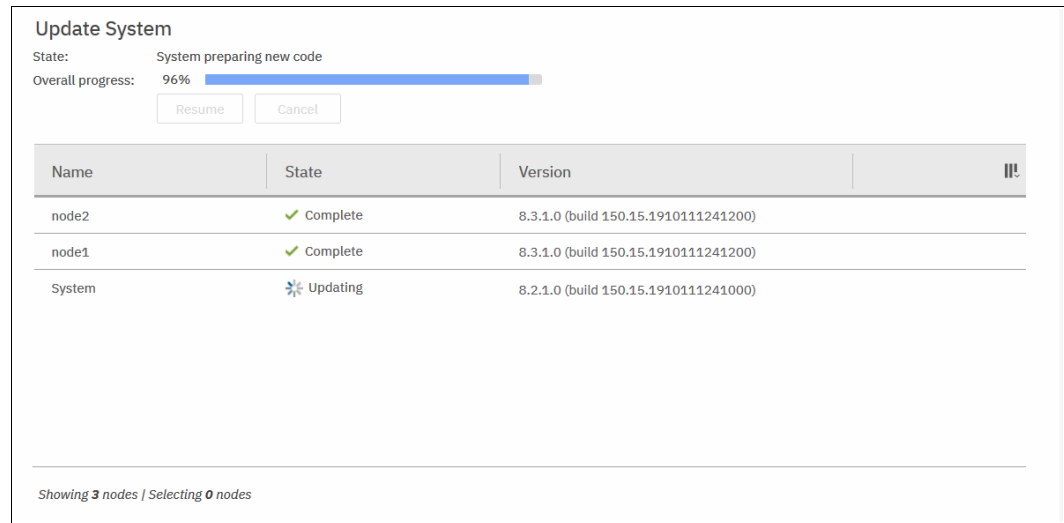 Update System
State: System preparing new code
Overall progress: 96%
Resume Cancel
Name State Version
node2 Complete 8.3.1.0 (build 150.15.1910111241200)
node1 Complete 8.3.1.0 (build 150.15.1910111241200)
System Updating 8.2.1.0 (build 150.15.1910111241000)
Showing 3 nodes | Selecting 0 nodes